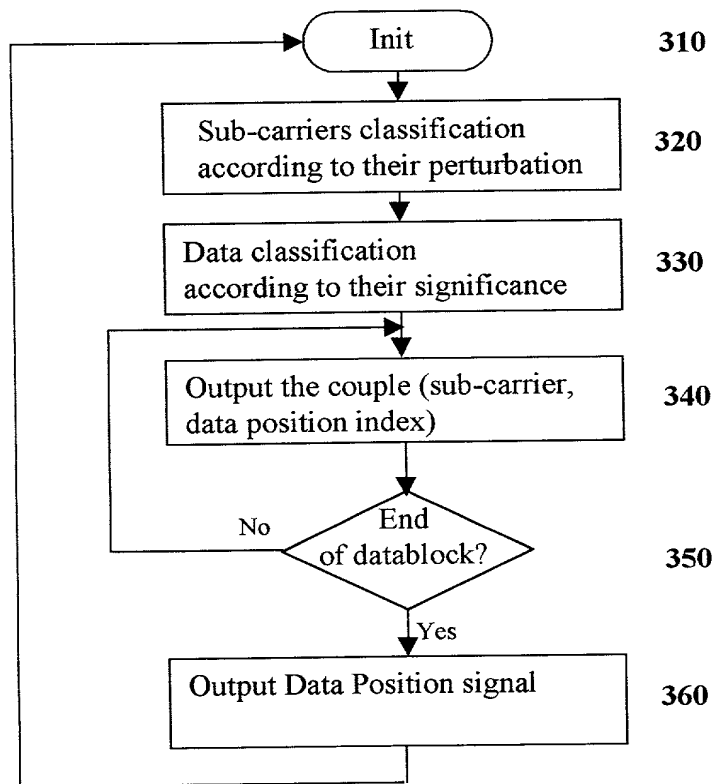 Init
310
Sub-carriers classification
according to their perturbation
320
Data classification
according to their significance
330
Output the couple (sub-carrier,
data position index)
340
No
End
of datablock?
350
Yes
Output Data Position signal
360